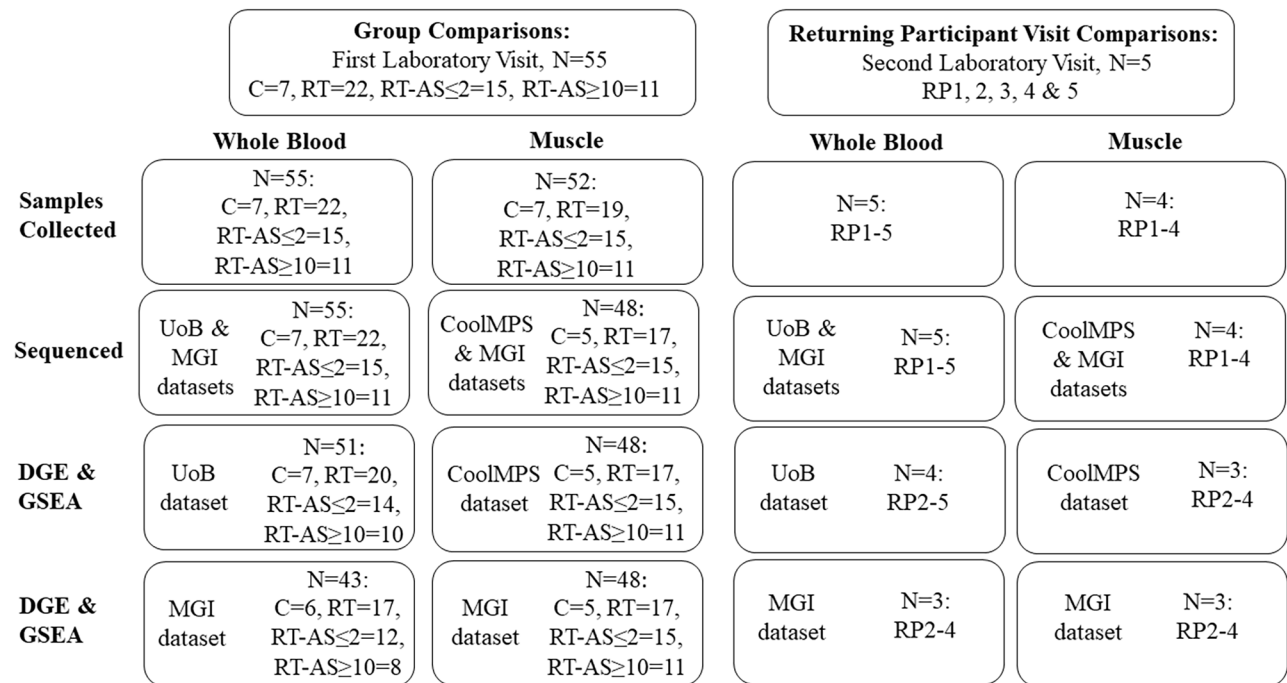 Group Comparisons:
First Laboratory Visit, N=55
C=7, RT=22, RT-AS≤2=15, RT-AS≥10=11
Returning Participant Visit Comparisons:
Second Laboratory Visit, N=5
RP1, 2, 3, 4 & 5
Whole Blood
Muscle
Whole Blood
Muscle
Samples
Collected
N=55:
C=7, RT=22,
RT-AS≤2=15,
RT-AS≥10=11
N=52:
C=7, RT=19,
RT-AS≤2=15,
RT-AS≥10=11
N=5:
RP1-5
N=4:
RP1-4
Sequenced
UoB &
MGI
datasets
N=55:
C=7, RT=22,
RT-AS≤2=15,
RT-AS≥10=11
CoolMPS
& MGI
datasets
N=48:
C=5, RT=17,
RT-AS≤2=15,
RT-AS≥10=11
UoB &
MGI
datasets
N=5:
RP1-5
CoolMPS
& MGI
datasets
N=4:
RP1-4
DGE &
GSEA
UoB
dataset
N=51:
C=7, RT=20,
RT-AS≤2=14,
RT-AS≥10=10
CoolMPS
dataset
N=48:
C=5, RT=17,
RT-AS≤2=15,
RT-AS≥10=11
UoB
dataset
N=4:
RP2-5
CoolMPS
dataset
N=3:
RP2-4
DGE &
GSEA
MGI
dataset
N=43:
C=6, RT=17,
RT-AS≤2=12,
RT-AS≥10=8
MGI
dataset
N=48:
C=5, RT=17,
RT-AS≤2=15,
RT-AS≥10=11
MGI
dataset
N=3:
RP2-4
MGI
dataset
N=3:
RP2-4